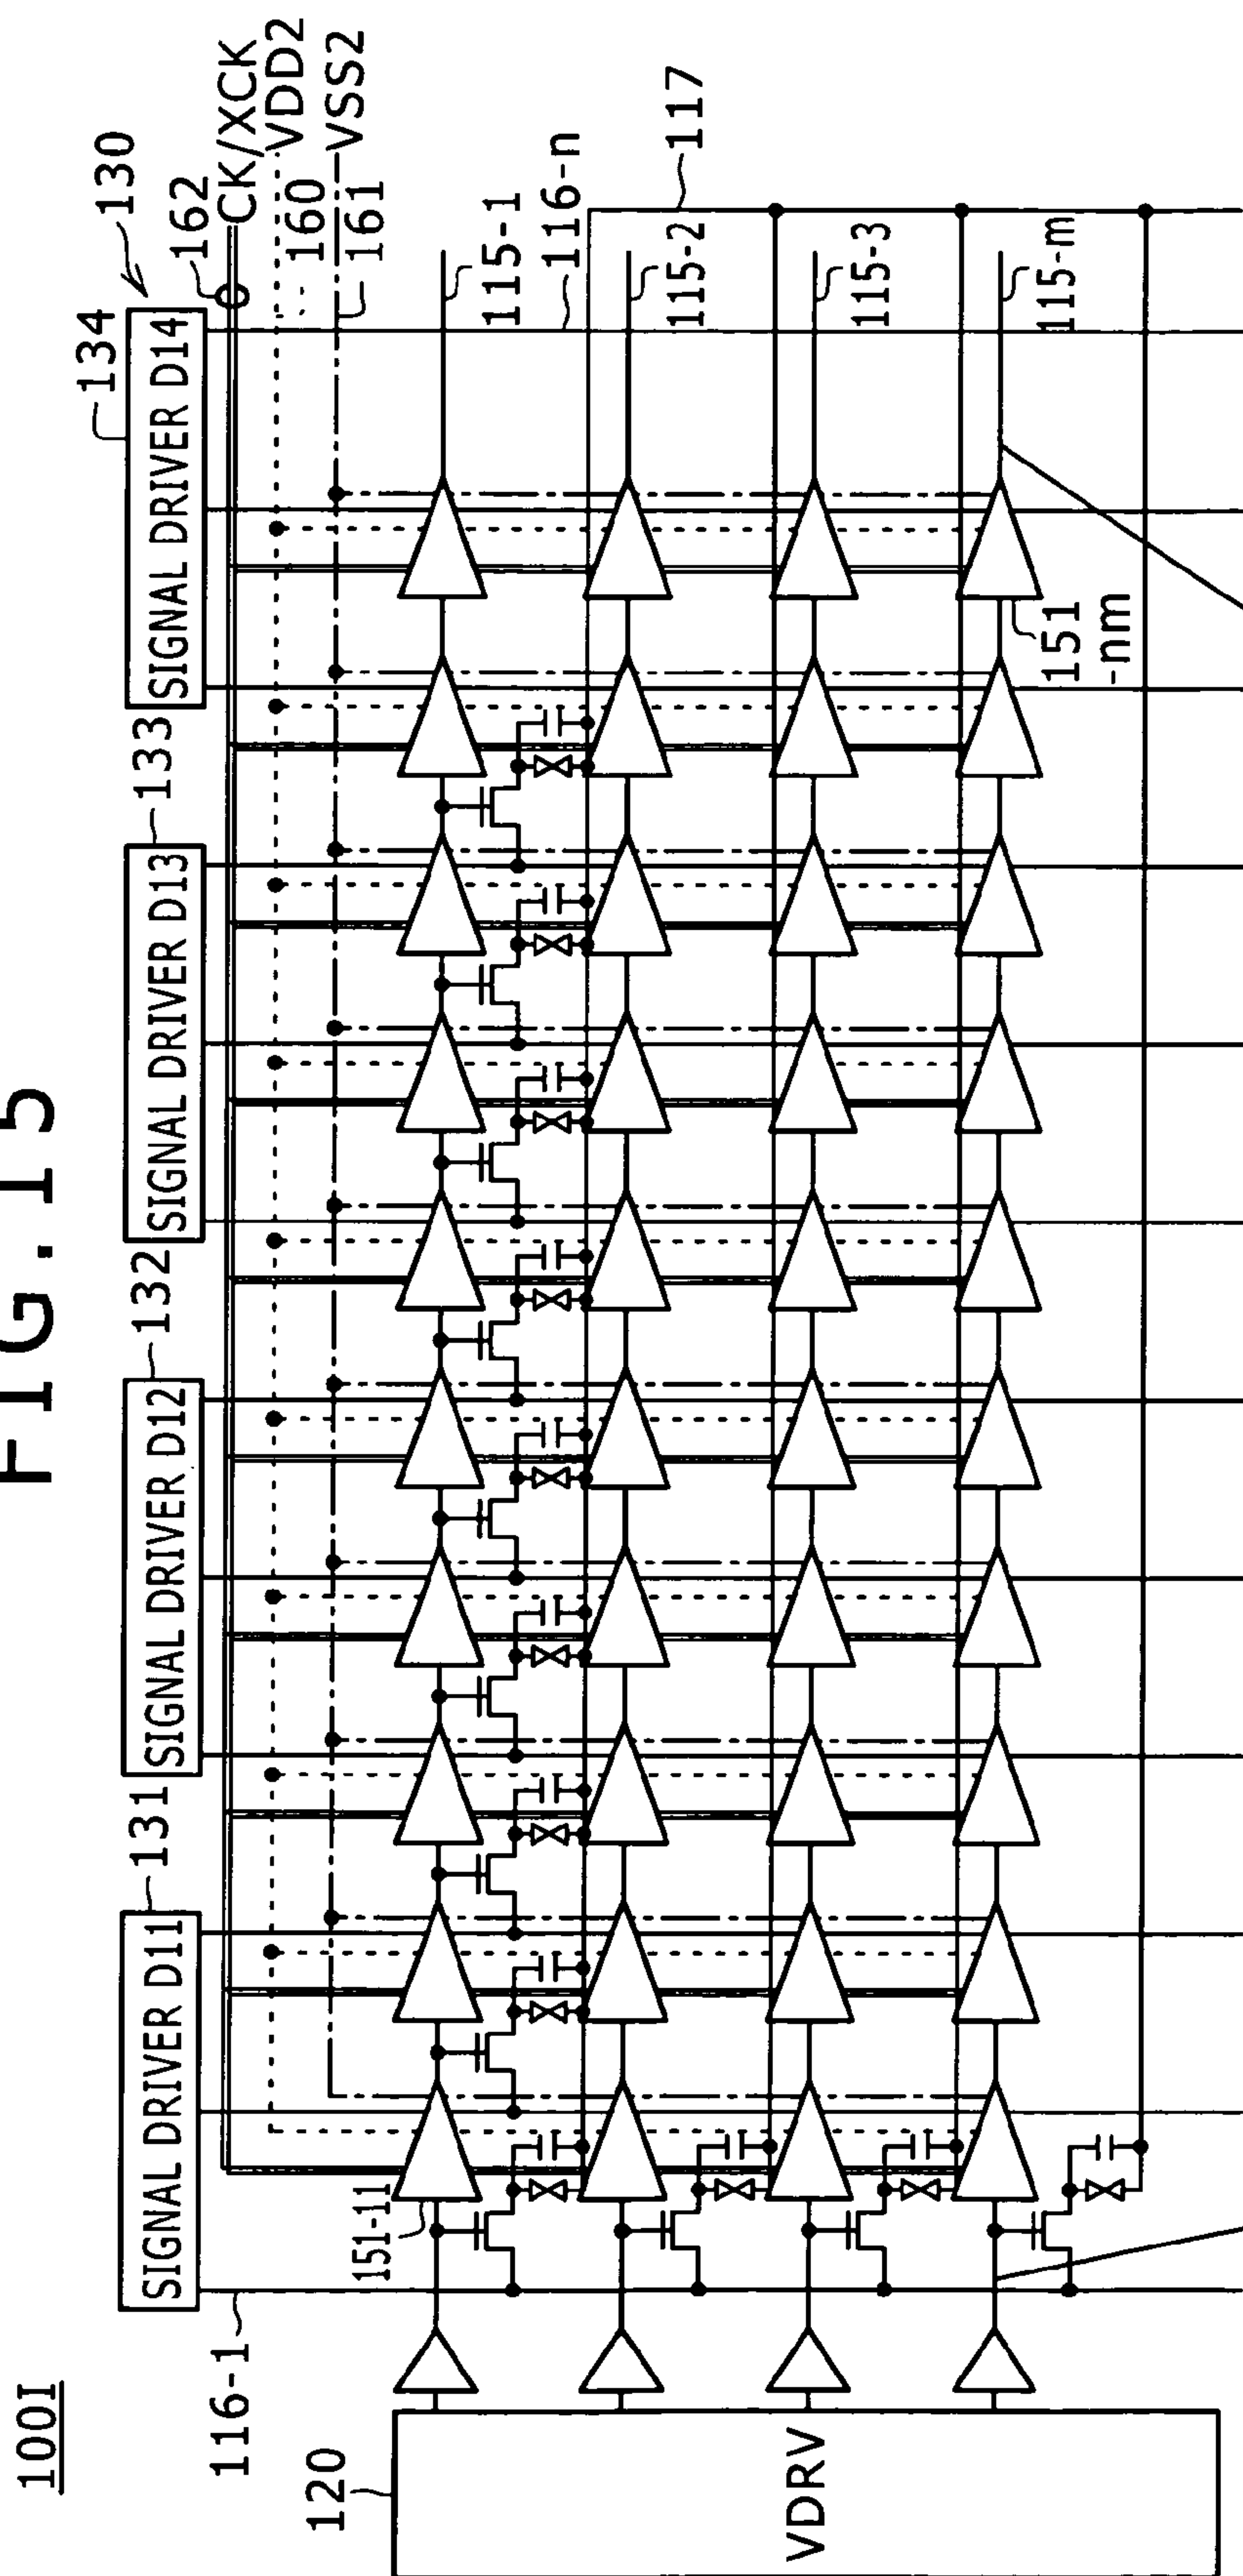 FIG.15
100I
130
134
133
132
131
162
CK/XCK
VDD2
VSS2
160
161
SIGNAL DRIVER D11
SIGNAL DRIVER D12
SIGNAL DRIVER D13
SIGNAL DRIVER D14
116-1
116-n
115-1
117
115-2
115-3
115-m
151-11
151
-nm
120
VDRV